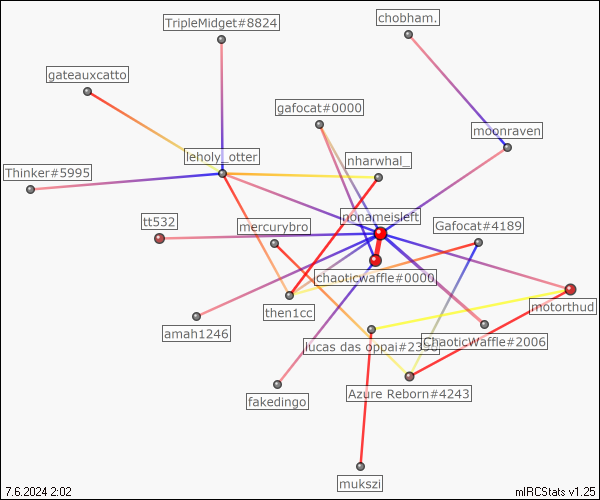 TripleMidget#8824
chobham.
gateauxcatto
gafocat#0000
moonraven
leholy_otter
nharwhal_
Thinker#5995
nonameisleft
tt532
mercurybro
Gafocat#4189
chaoticwaffle#0000
then1cc
motorthud
amah1246
lucas das oppai#2390
ChaoticWaffle#2006
Azure Reborn#4243
fakedingo
mukszi
7.6.2024 2:02
mIRCStats v1.25